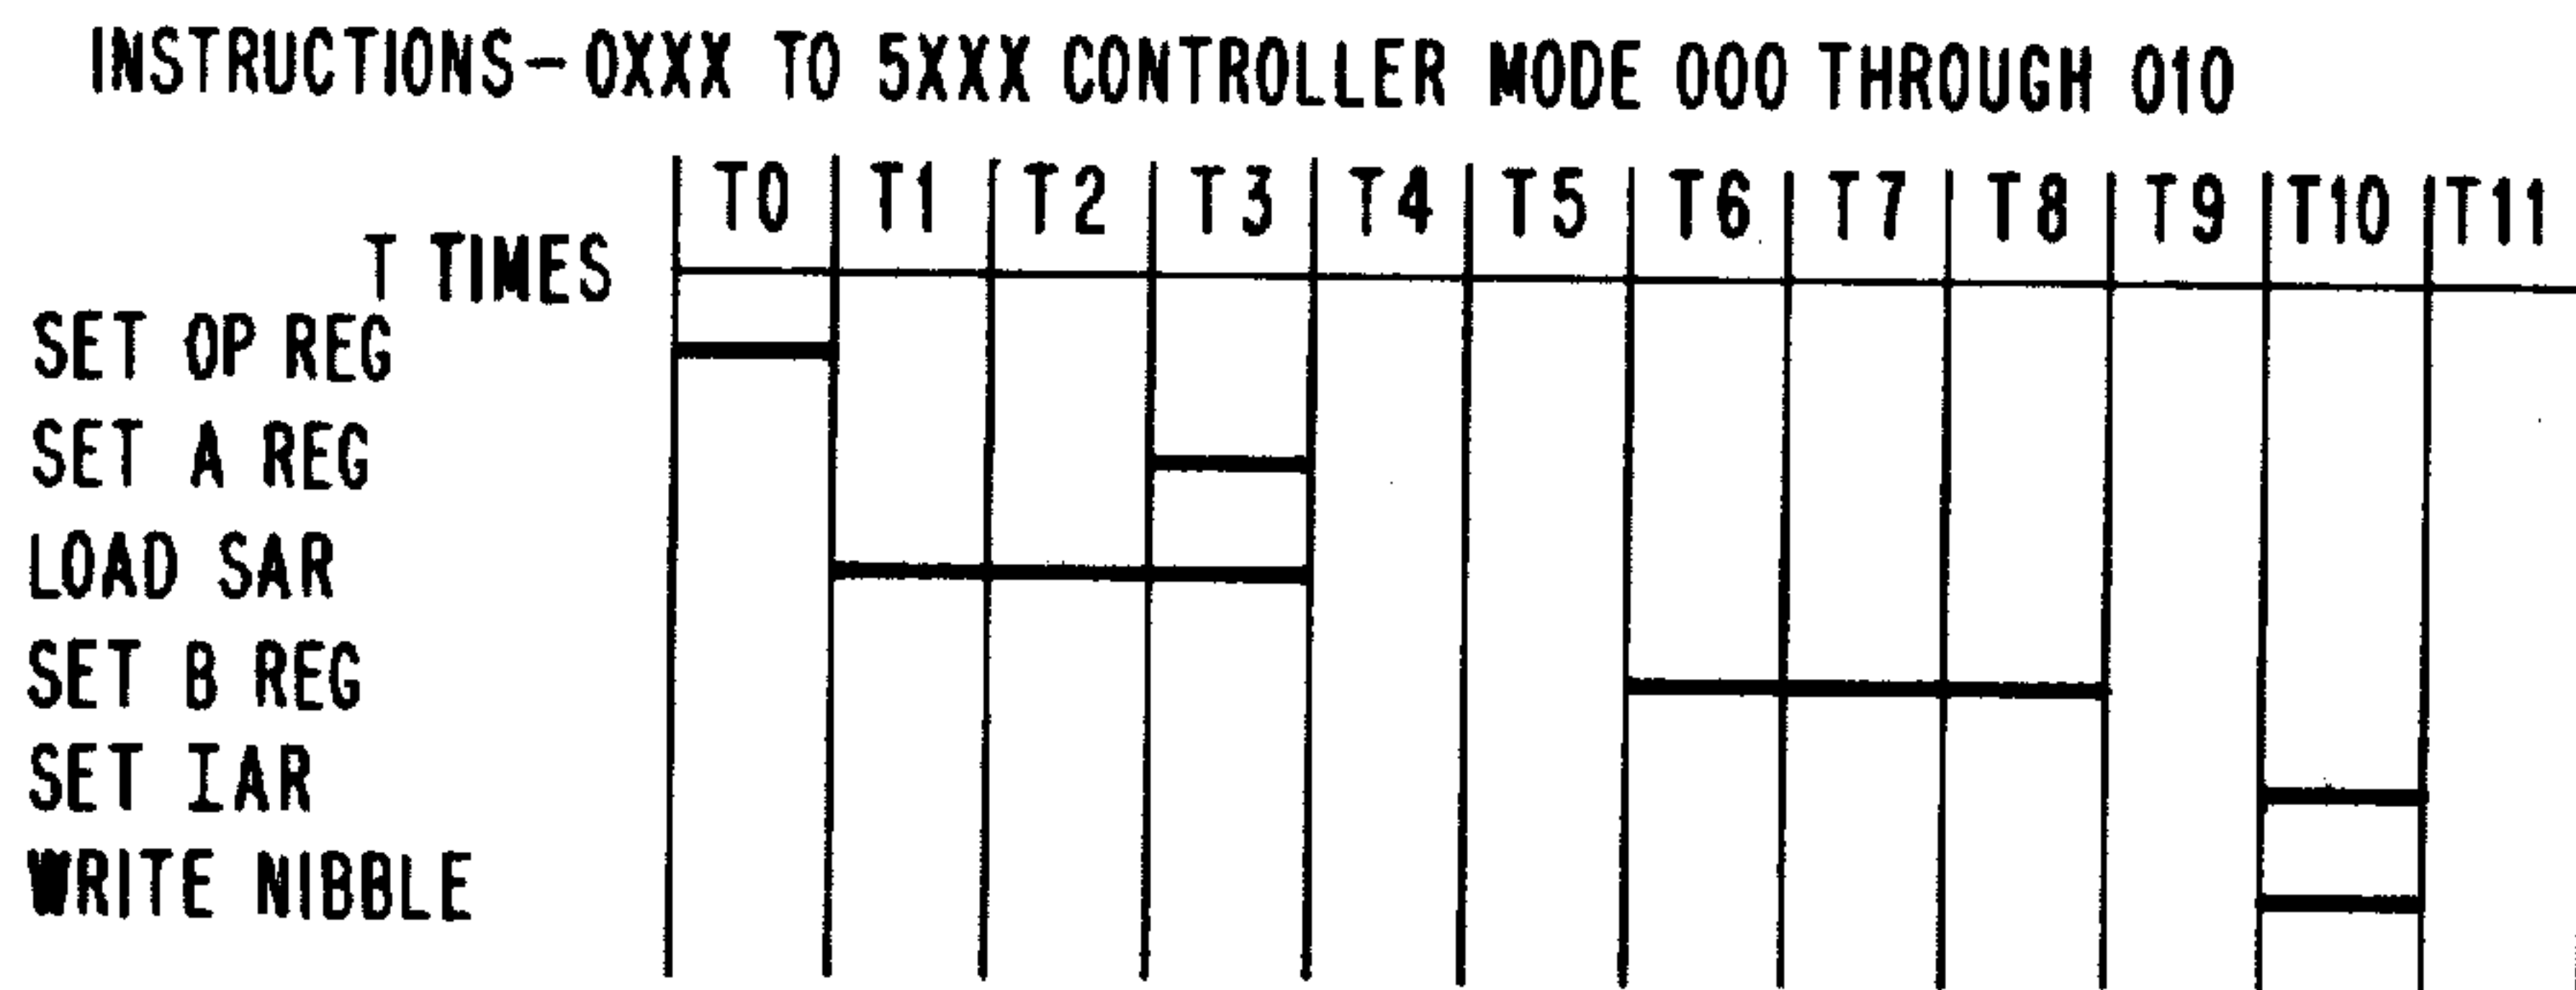 INSTRUCTIONS-0XXX TO 5XXX CONTROLLER MODE 000 THROUGH 010
T0 T1 T2 T3 T4 T5 T6 T7 T8 T9 T10 T11
T TIMES
SET OP REG
SET A REG
LOAD SAR
SET B REG
SET IAR
WRITE NIBBLE